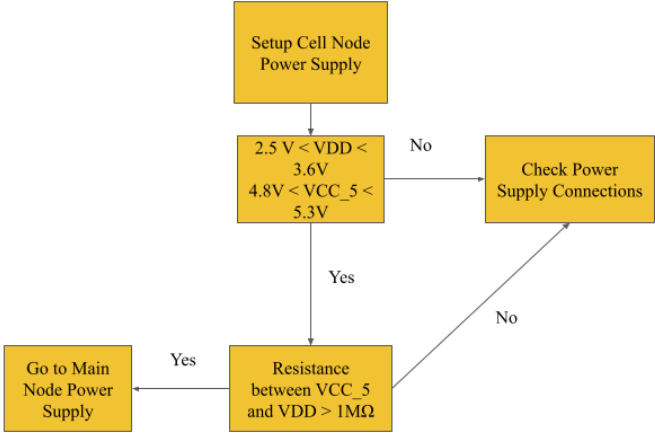 Setup Cell Node
Power Supply
2.5 V < VDD <
3.6V
4.8V < VCC_5 <
5.3V
No
Check Power
Supply Connections
Yes
No
Yes
Go to Main
Node Power
Supply
Resistance
between VCC_5
and VDD > 1MΩ